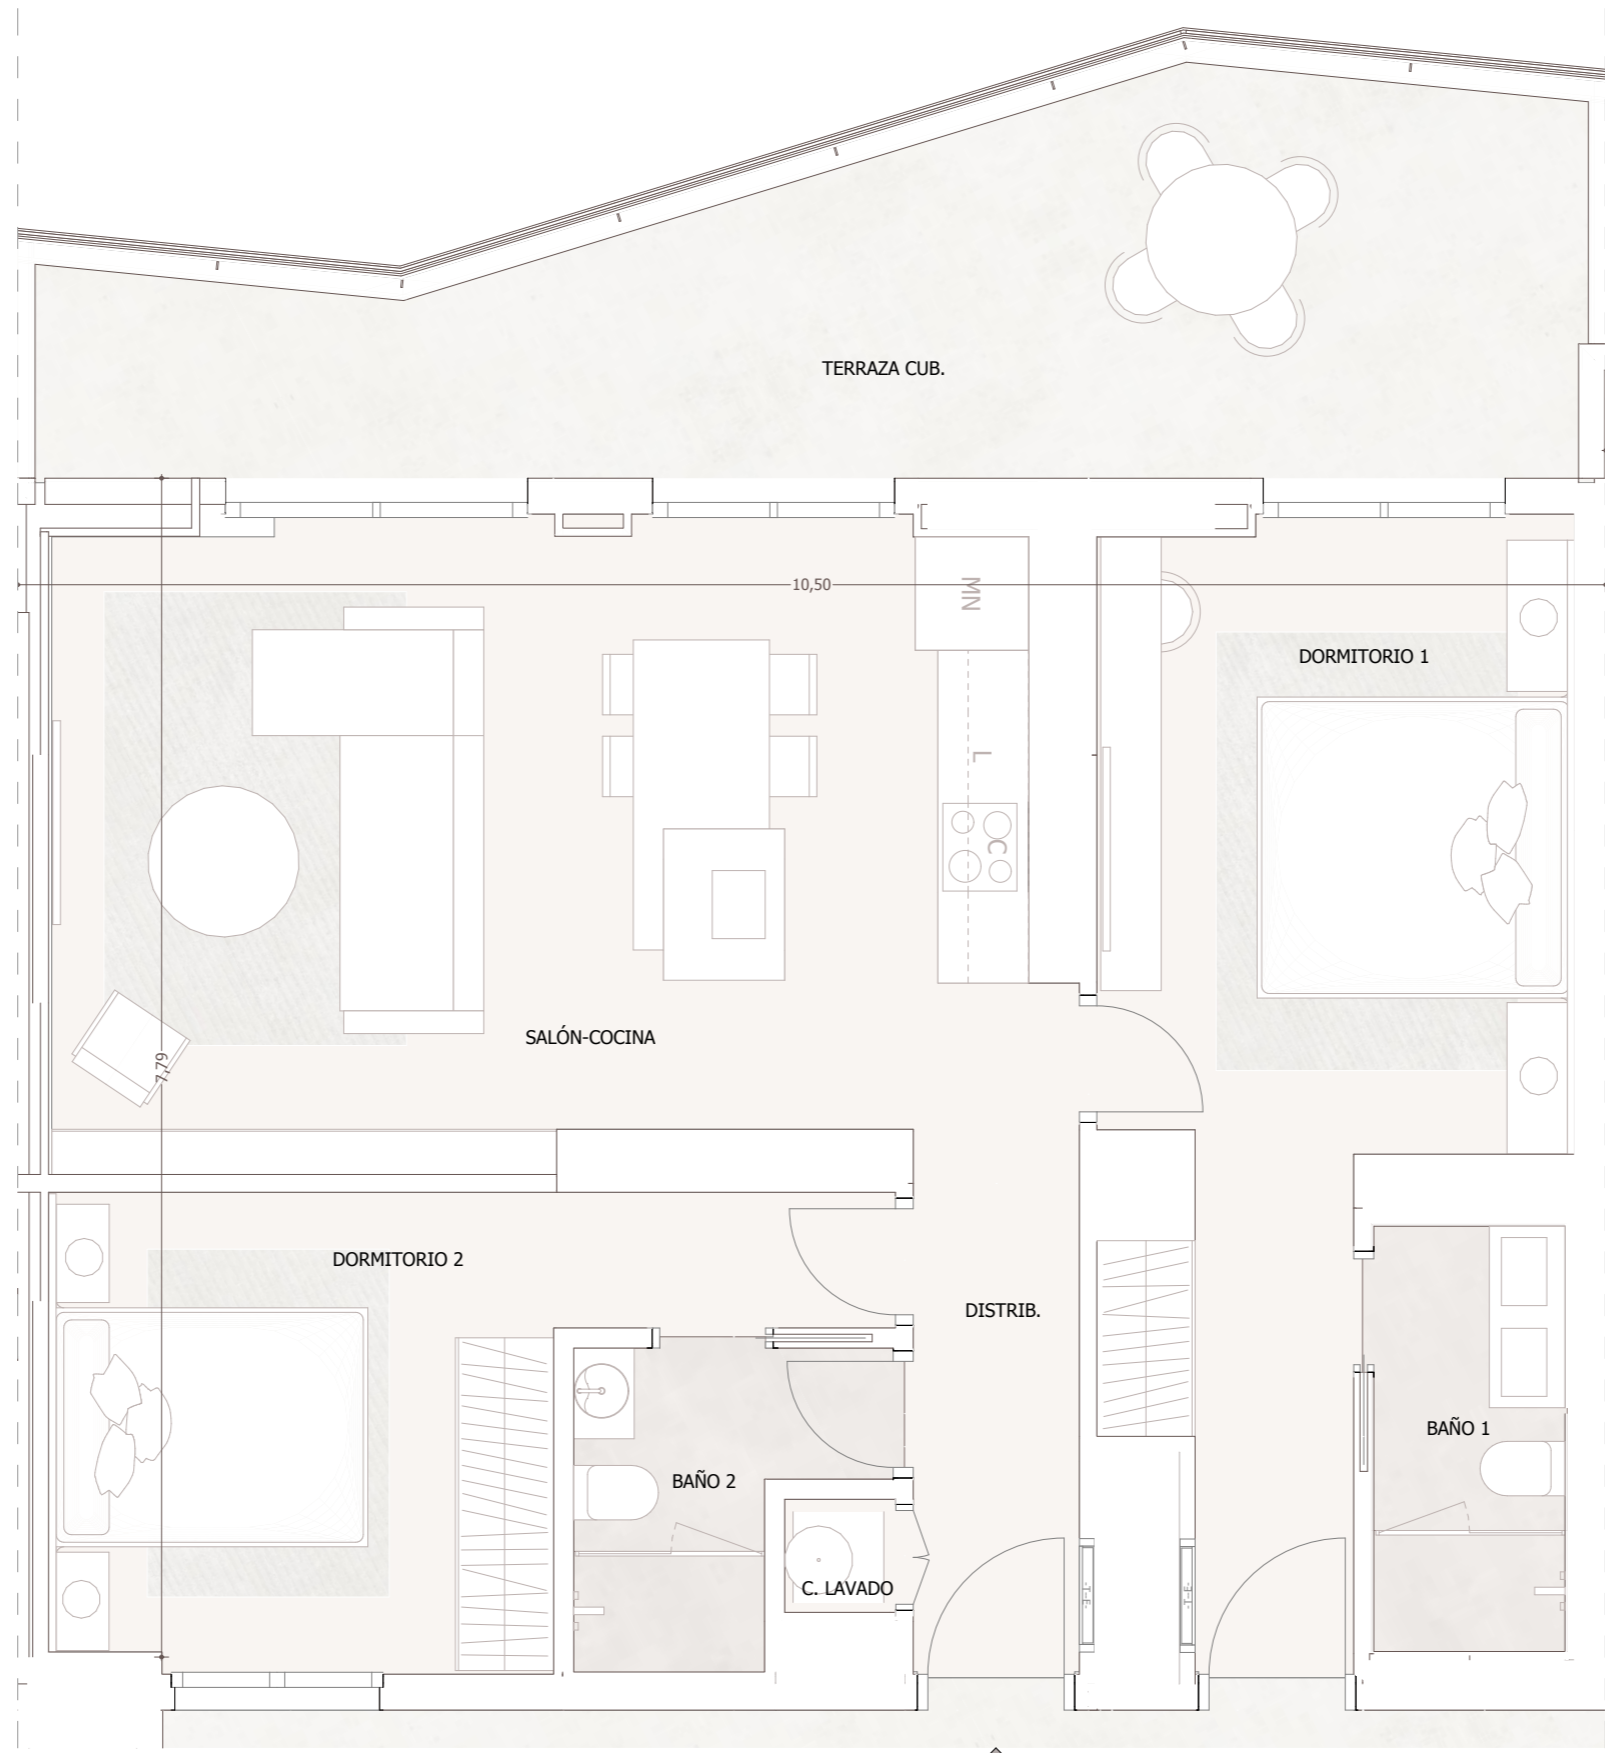 TERRAZA CUB.
10,50
MN
DORMITORIO 1
L
C
SALÓN-COCINA
7,79
DORMITORIO 2
DISTRIB.
BAÑO 1
BAÑO 2
C. LAVADO
-T-E-
-T-E-